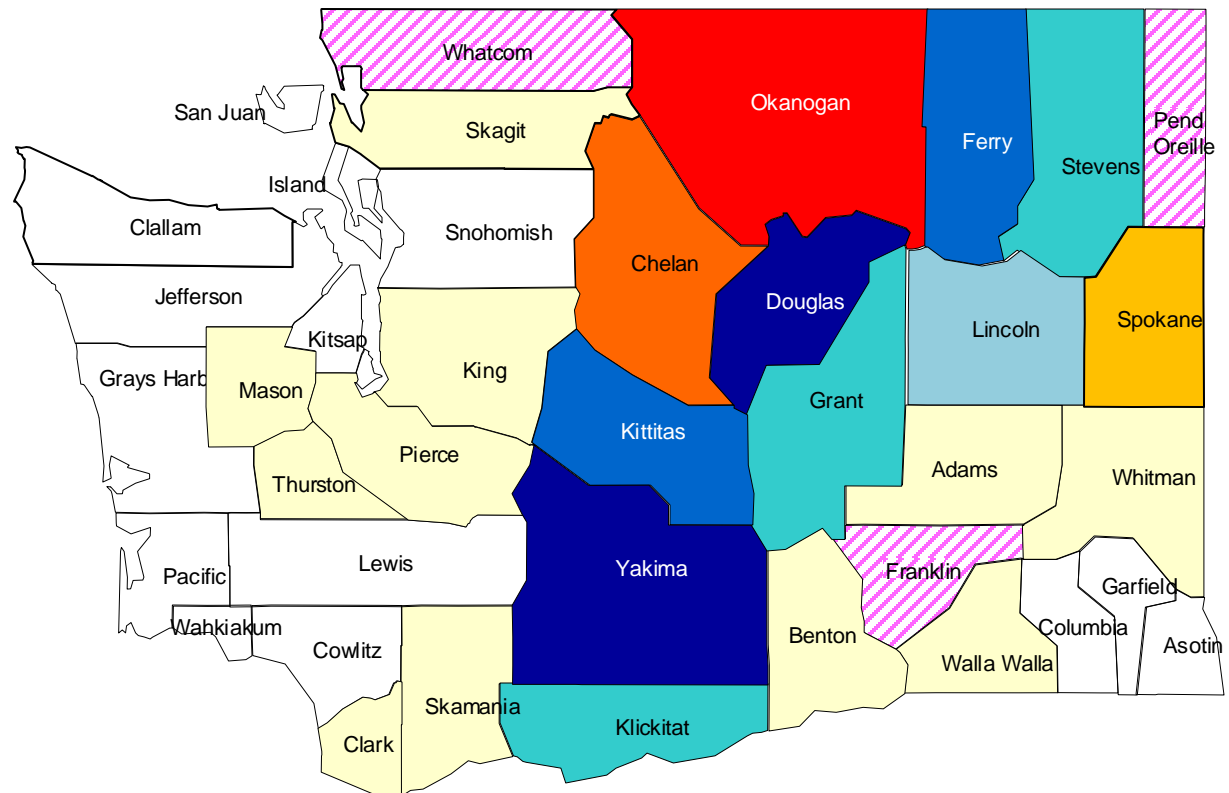 Whatcom
Okanogan
San Juan
Skagit
Pend
Oreille
Ferry
Stevens
Island
Clallam
Snohomish
Chelan
Jefferson
Douglas
Kitsap
Lincoln
Spokane
Grays Harb
Mason
King
Grant
Kittitas
Pierce
Adams
Whitman
Thurston
Lewis
Yakima
Franklin
Pacific
Garfield
Wahkiakum
Columbia
Benton
Asotin
Cowlitz
Walla Walla
Skamania
Klickitat
Clark